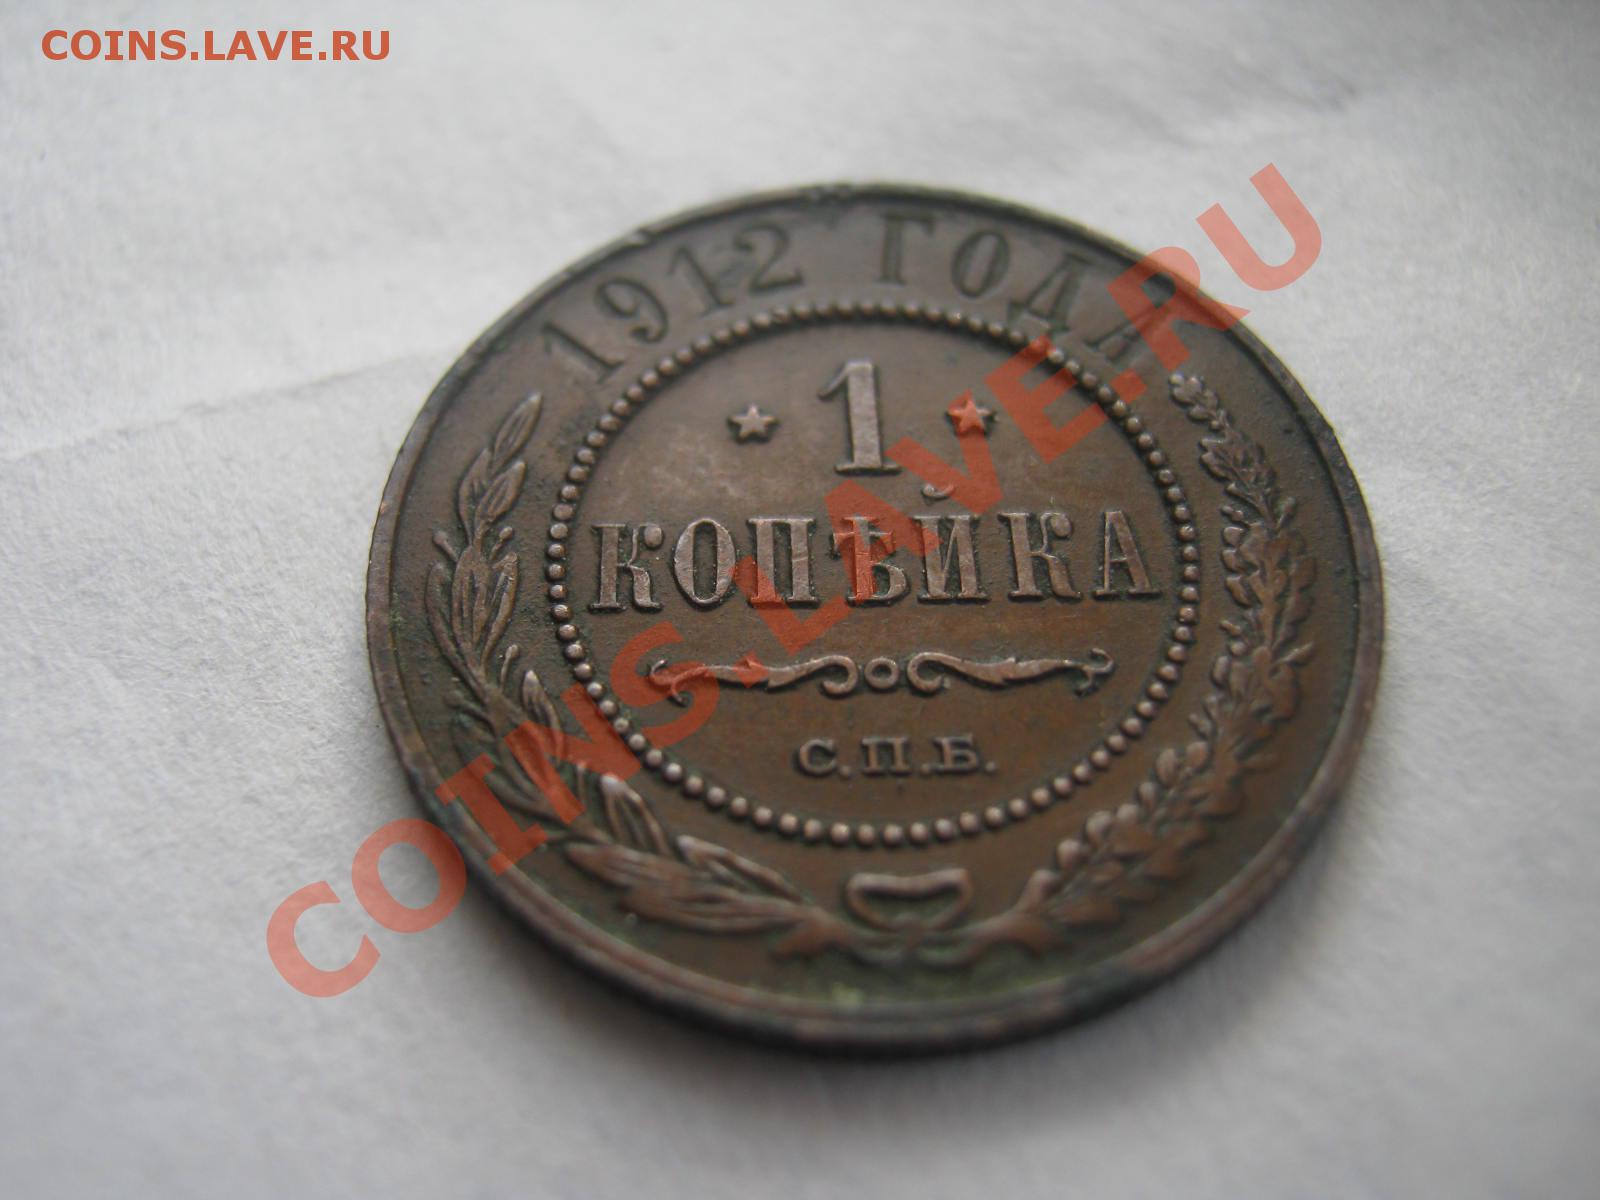 COINS.LAVE.RU
1912 ГОДА
★ 1 ★
КОПѢЙКА
С.П.Б.
COINS.LAVE.RU